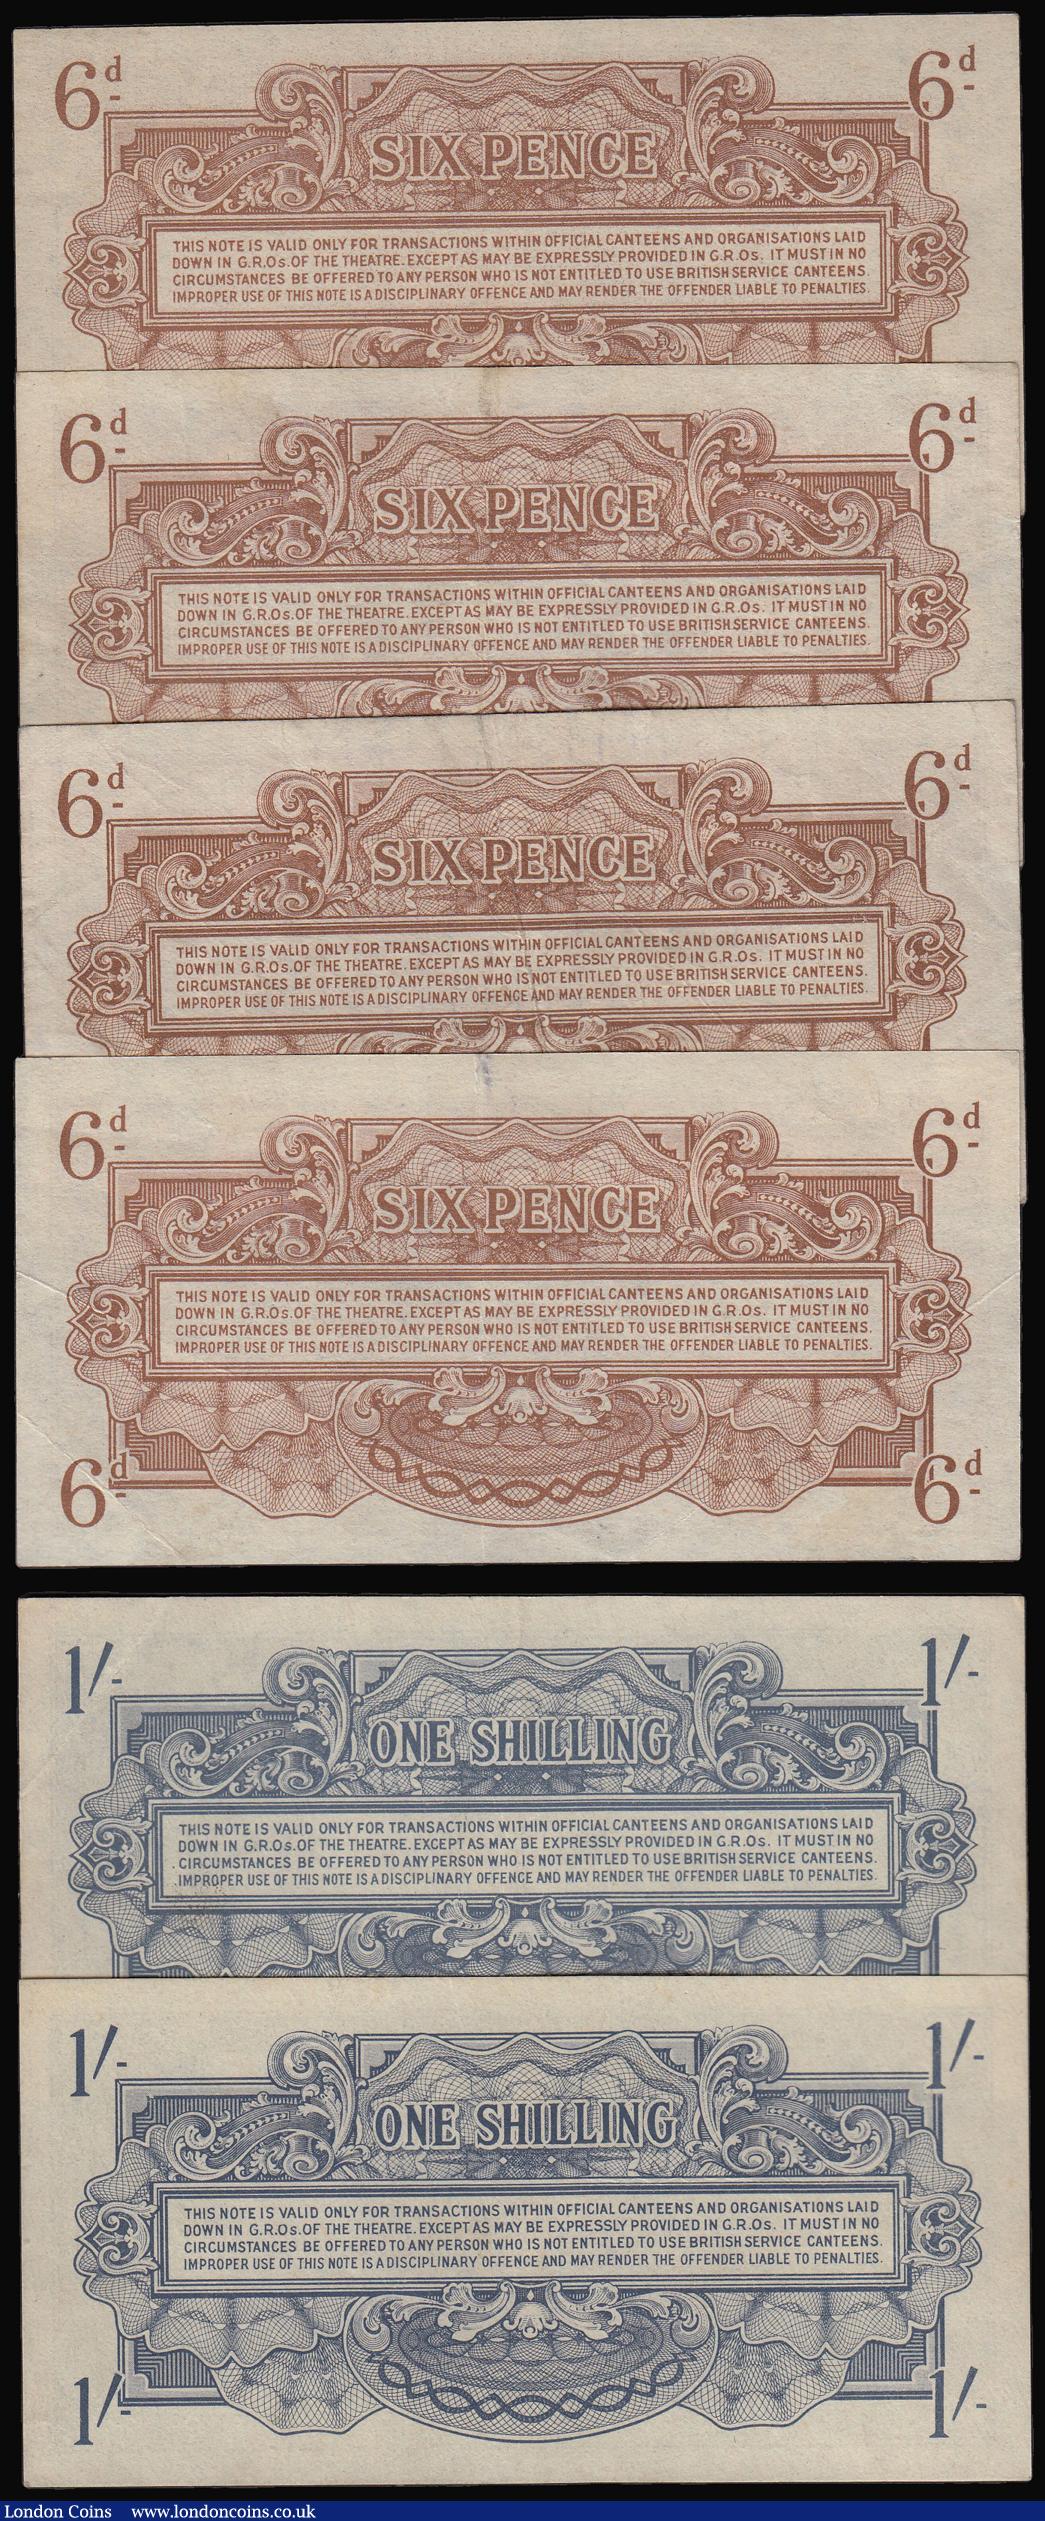 6d-
6d-
SIX PENCE
THIS NOTE IS VALID ONLY FOR TRANSACTIONS WITHIN OFFICIAL CANTEENS AND ORGANISATIONS LAID
DOWN IN G.R.Os. OF THE THEATRE. EXCEPT AS MAY BE EXPRESSLY PROVIDED IN G.R.Os. IT MUST IN NO
CIRCUMSTANCES BE OFFERED TO ANY PERSON WHO IS NOT ENTITLED TO USE BRITISH SERVICE CANTEENS.
IMPROPER USE OF THIS NOTE IS A DISCIPLINARY OFFENCE AND MAY RENDER THE OFFENDER LIABLE TO PENALTIES.
6d-
6d-
SIX PENCE
THIS NOTE IS VALID ONLY FOR TRANSACTIONS WITHIN OFFICIAL CANTEENS AND ORGANISATIONS LAID
DOWN IN G.R.Os. OF THE THEATRE. EXCEPT AS MAY BE EXPRESSLY PROVIDED IN G.R.Os. IT MUST IN NO
CIRCUMSTANCES BE OFFERED TO ANY PERSON WHO IS NOT ENTITLED TO USE BRITISH SERVICE CANTEENS.
IMPROPER USE OF THIS NOTE IS A DISCIPLINARY OFFENCE AND MAY RENDER THE OFFENDER LIABLE TO PENALTIES.
6d-
6d-
SIX PENCE
THIS NOTE IS VALID ONLY FOR TRANSACTIONS WITHIN OFFICIAL CANTEENS AND ORGANISATIONS LAID
DOWN IN G.R.Os. OF THE THEATRE. EXCEPT AS MAY BE EXPRESSLY PROVIDED IN G.R.Os. IT MUST IN NO
CIRCUMSTANCES BE OFFERED TO ANY PERSON WHO IS NOT ENTITLED TO USE BRITISH SERVICE CANTEENS.
IMPROPER USE OF THIS NOTE IS A DISCIPLINARY OFFENCE AND MAY RENDER THE OFFENDER LIABLE TO PENALTIES.
6d-
6d-
SIX PENCE
THIS NOTE IS VALID ONLY FOR TRANSACTIONS WITHIN OFFICIAL CANTEENS AND ORGANISATIONS LAID
DOWN IN G.R.Os. OF THE THEATRE. EXCEPT AS MAY BE EXPRESSLY PROVIDED IN G.R.Os. IT MUST IN NO
CIRCUMSTANCES BE OFFERED TO ANY PERSON WHO IS NOT ENTITLED TO USE BRITISH SERVICE CANTEENS.
IMPROPER USE OF THIS NOTE IS A DISCIPLINARY OFFENCE AND MAY RENDER THE OFFENDER LIABLE TO PENALTIES.
6d-
6d-
1/-
1/-
ONE SHILLING
THIS NOTE IS VALID ONLY FOR TRANSACTIONS WITHIN OFFICIAL CANTEENS AND ORGANISATIONS LAID
DOWN IN G.R.Os. OF THE THEATRE. EXCEPT AS MAY BE EXPRESSLY PROVIDED IN G.R.Os. IT MUST IN NO
CIRCUMSTANCES BE OFFERED TO ANY PERSON WHO IS NOT ENTITLED TO USE BRITISH SERVICE CANTEENS.
IMPROPER USE OF THIS NOTE IS A DISCIPLINARY OFFENCE AND MAY RENDER THE OFFENDER LIABLE TO PENALTIES.
1/-
1/-
ONE SHILLING
THIS NOTE IS VALID ONLY FOR TRANSACTIONS WITHIN OFFICIAL CANTEENS AND ORGANISATIONS LAID
DOWN IN G.R.Os. OF THE THEATRE. EXCEPT AS MAY BE EXPRESSLY PROVIDED IN G.R.Os. IT MUST IN NO
CIRCUMSTANCES BE OFFERED TO ANY PERSON WHO IS NOT ENTITLED TO USE BRITISH SERVICE CANTEENS.
IMPROPER USE OF THIS NOTE IS A DISCIPLINARY OFFENCE AND MAY RENDER THE OFFENDER LIABLE TO PENALTIES.
1/-
1/-
London Coins www.londoncoins.co.uk